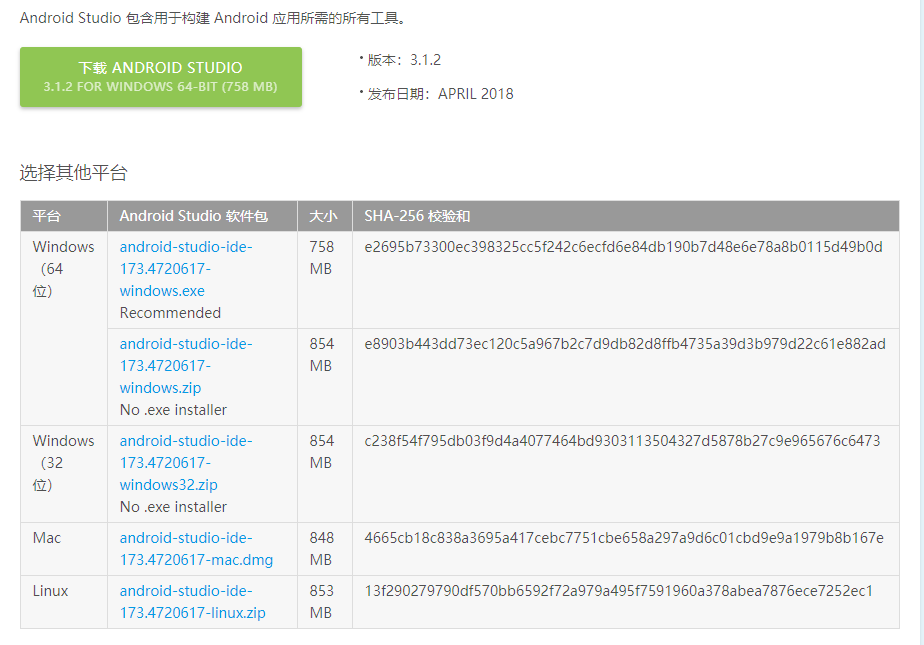 Android Studio 包含用于构建 Android 应用所需的所有工具。
下载 ANDROID STUDIO
3.1.2 FOR WINDOWS 64-BIT (758 MB)
• 版本：3.1.2
• 发布日期：APRIL 2018
选择其他平台
平台 Android Studio 软件包 大小 SHA-256 校验和
Windows android-studio-ide- 758 e2695b73300ec398325cc5f242c6ecfd6e84db190b7d48e6e78a8b0115d49b0d
（64 173.4720617- MB
位） windows.exe
Recommended
android-studio-ide- 854 e8903b443dd73ec120c5a967b2c7d9db82d8ffb4735a39d3b979d22c61e882ad
173.4720617- MB
windows.zip
No .exe installer
Windows android-studio-ide- 854 c238f54f795db03f9d4a4077464bd9303113504327d5878b27c9e965676c6473
（32 173.4720617- MB
位） windows32.zip
No .exe installer
Mac android-studio-ide- 848 4665cb18c838a3695a417cebc7751cbe658a297a9d6c01cbd9e9a1979b8b167e
173.4720617-mac.dmg MB
Linux android-studio-ide- 853 13f290279790df570bb6592f72a979a495f7591960a378abea7876ece7252ec1
173.4720617-linux.zip MB